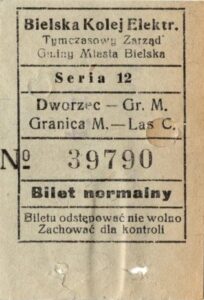 Bielska Kolej Elektr.
Tymczasowy Zarząd
Gminy Miasta Bielska
Seria 12
Dworzec – Gr. M.
Granica M. – Las C.
№ 39790
Bilet normalny
Biletu odstępować nie wolno
Zachować dla kontroli